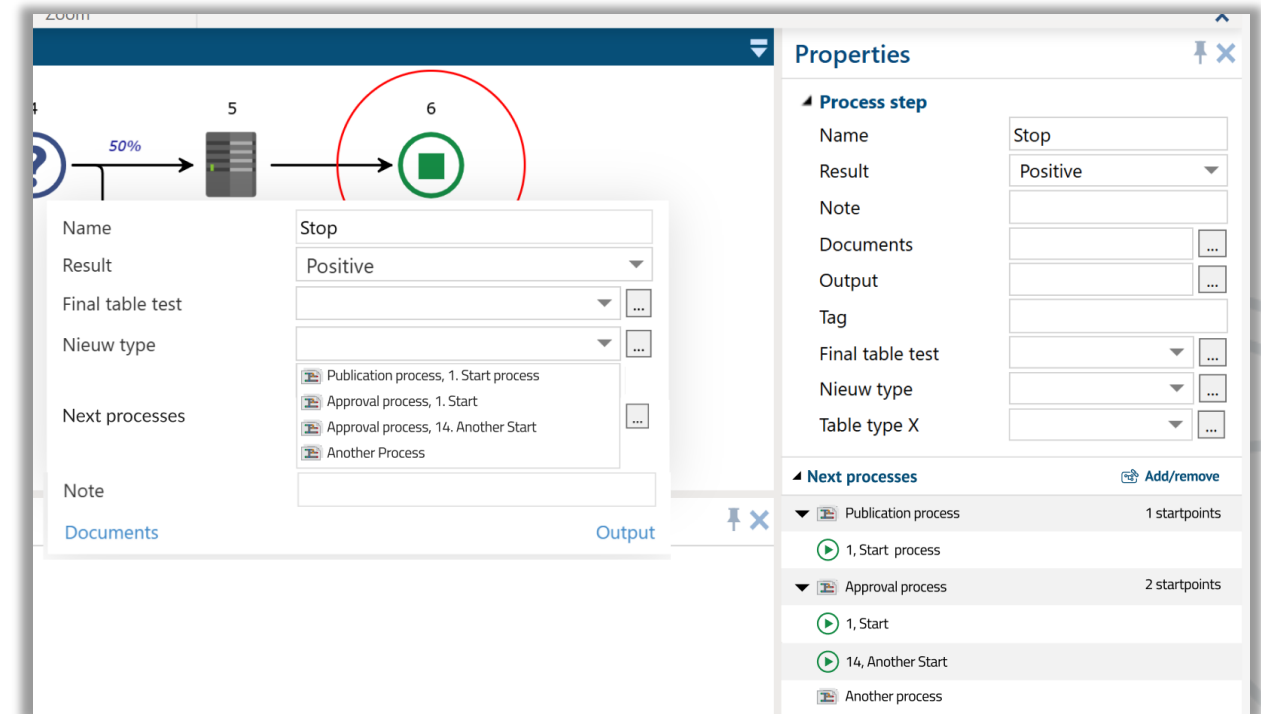 Zoom
Properties
Process step
4
5
6
50%
?
Name
Stop
Result
Positive
Note
Documents
...
Output
...
Tag
Final table test
...
Nieuw type
...
Table type X
...
Name
Stop
Result
Positive
Final table test
...
Nieuw type
...
Next processes
Publication process, 1. Start process
Approval process, 1. Start
Approval process, 14. Another Start
Another Process
...
Note
Documents
Output
Next processes
Add/remove
Publication process
1 startpoints
1, Start process
Approval process
2 startpoints
1, Start
14, Another Start
Another process